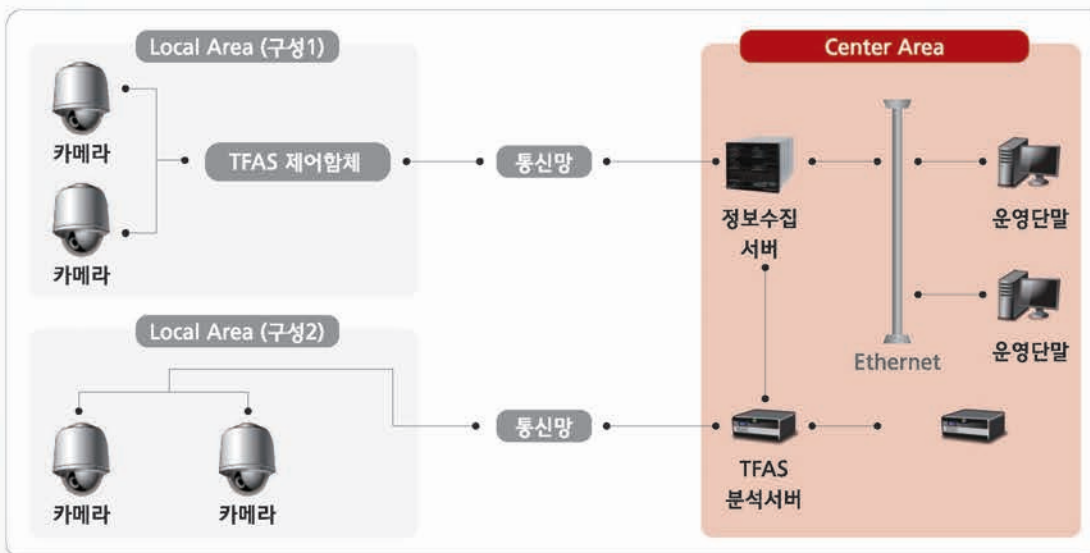 Local Area (구성1)
카메라
카메라
TFAS 제어함체
통신망
Local Area (구성2)
카메라
카메라
통신망
Center Area
정보수집
서버
운영단말
운영단말
Ethernet
TFAS
분석서버